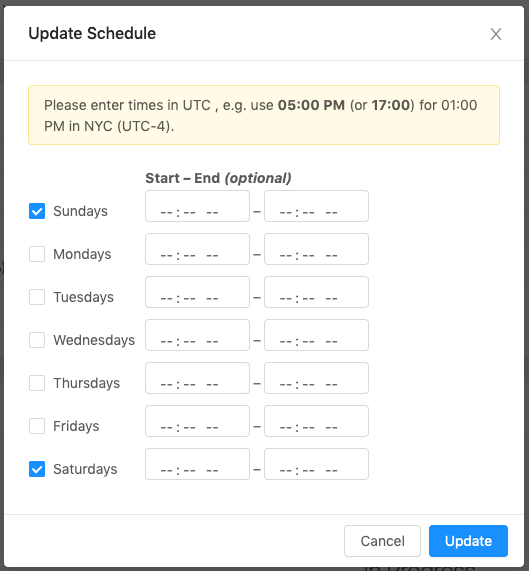 Update Schedule
Please enter times in UTC , e.g. use 05:00 PM (or 17:00) for 01:00
PM in NYC (UTC-4).
Start – End (optional)
Sundays --:-- -- – --:-- --
Mondays --:-- -- – --:-- --
Tuesdays --:-- -- – --:-- --
Wednesdays --:-- -- – --:-- --
Thursdays --:-- -- – --:-- --
Fridays --:-- -- – --:-- --
Saturdays --:-- -- – --:-- --
Cancel Update